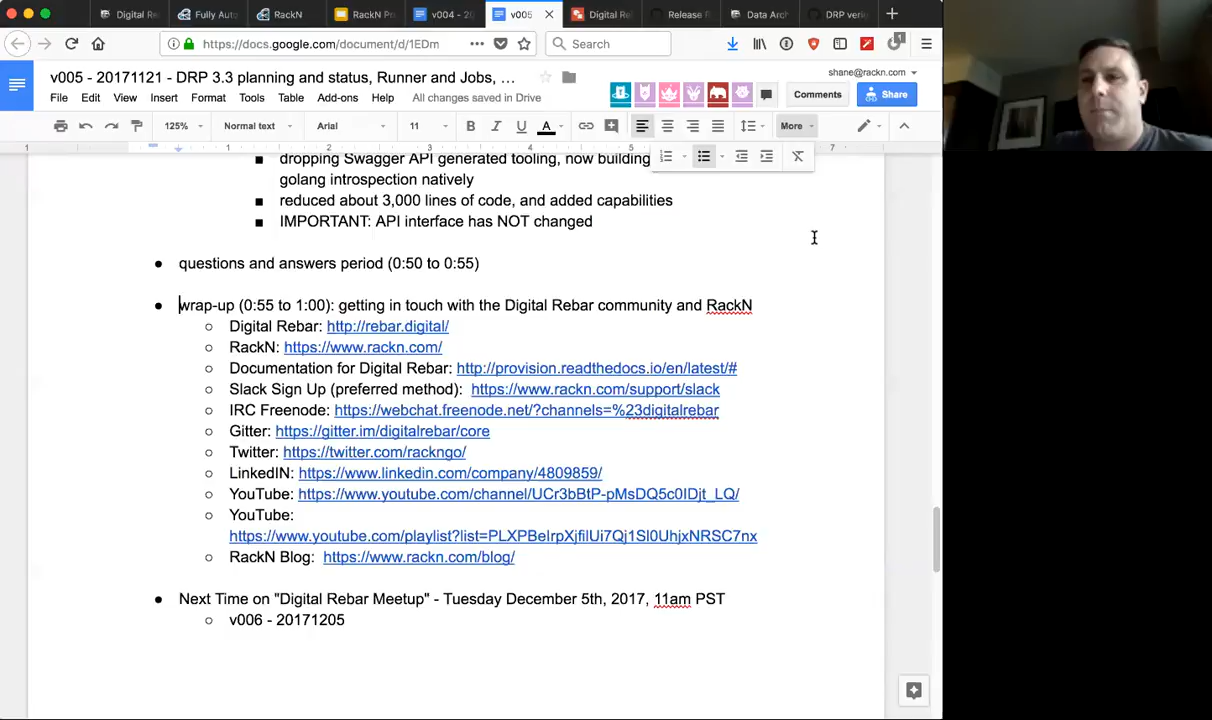 Digital Re
Fully Auto
RackN
RackN Pr
v004 - 20
v005
Digital Re
Release F
Data Arch
DRP verig
https://docs.google.com/document/d/1EDm
Search
v005 - 20171121 - DRP 3.3 planning and status, Runner and Jobs, ...
shane@rackn.com
File Edit View Insert Format Tools Table Add-ons Help All changes saved in Drive
Comments
Share
125% Normal text Arial 11 B I U A More
1 1 2 3 4 5 6 7
dropping Swagger API generated tooling, now building
golang introspection natively
reduced about 3,000 lines of code, and added capabilities
IMPORTANT: API interface has NOT changed
questions and answers period (0:50 to 0:55)
wrap-up (0:55 to 1:00): getting in touch with the Digital Rebar community and RackN
Digital Rebar: http://rebar.digital/
RackN: https://www.rackn.com/
Documentation for Digital Rebar: http://provision.readthedocs.io/en/latest/#
Slack Sign Up (preferred method): https://www.rackn.com/support/slack
IRC Freenode: https://webchat.freenode.net/?channels=%23digitalrebar
Gitter: https://gitter.im/digitalrebar/core
Twitter: https://twitter.com/rackngo/
LinkedIN: https://www.linkedin.com/company/4809859/
YouTube: https://www.youtube.com/channel/UCr3bBtP-pMsDQ5c0IDjt_LQ/
YouTube:
https://www.youtube.com/playlist?list=PLXPBeIrpXjfilUi7Qj1Sl0UhjxNRSC7nx
RackN Blog: https://www.rackn.com/blog/
Next Time on "Digital Rebar Meetup" - Tuesday December 5th, 2017, 11am PST
v006 - 20171205